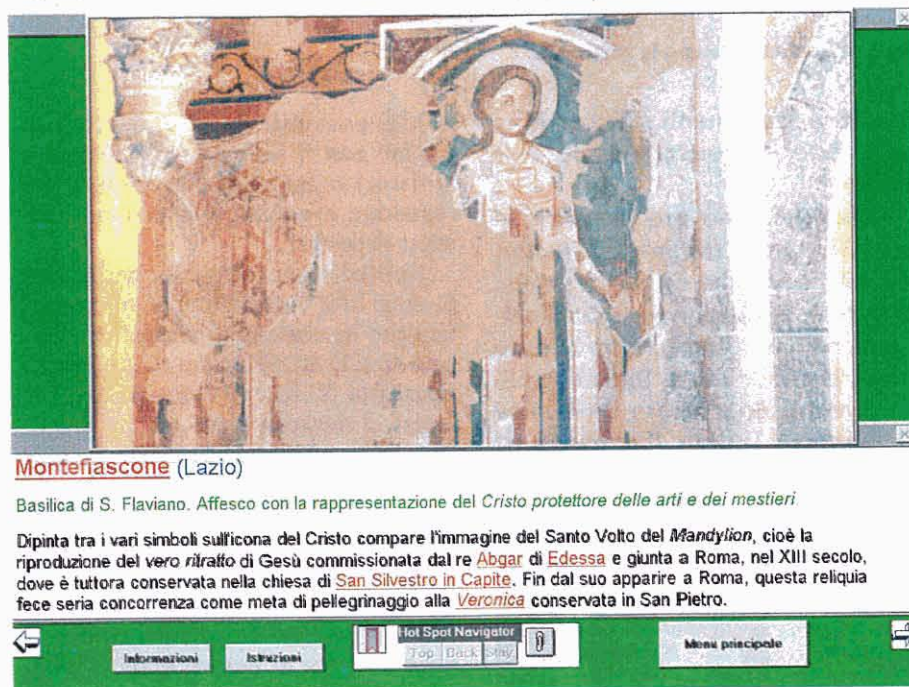 Montefiascone (Lazio)
Basilica di S. Flaviano. Affesco con la rappresentazione del Cristo protettore delle arti e dei mestieri
Dipinta tra i vari simboli sull'icona del Cristo compare l'immagine del Santo Volto del Mandylion, cioè la
riproduzione del vero ritratto di Gesù commissionata dal re Abgar di Edessa e giunta a Roma, nel XIII secolo,
dove è tuttora conservata nella chiesa di San Silvestro in Capite. Fin dal suo apparire a Roma, questa reliquia
fece seria concorrenza come meta di pellegrinaggio alla Veronica conservata in San Pietro.
Hot Spot Navigator
Informazioni Istruzioni Top Back Stay Menu principale